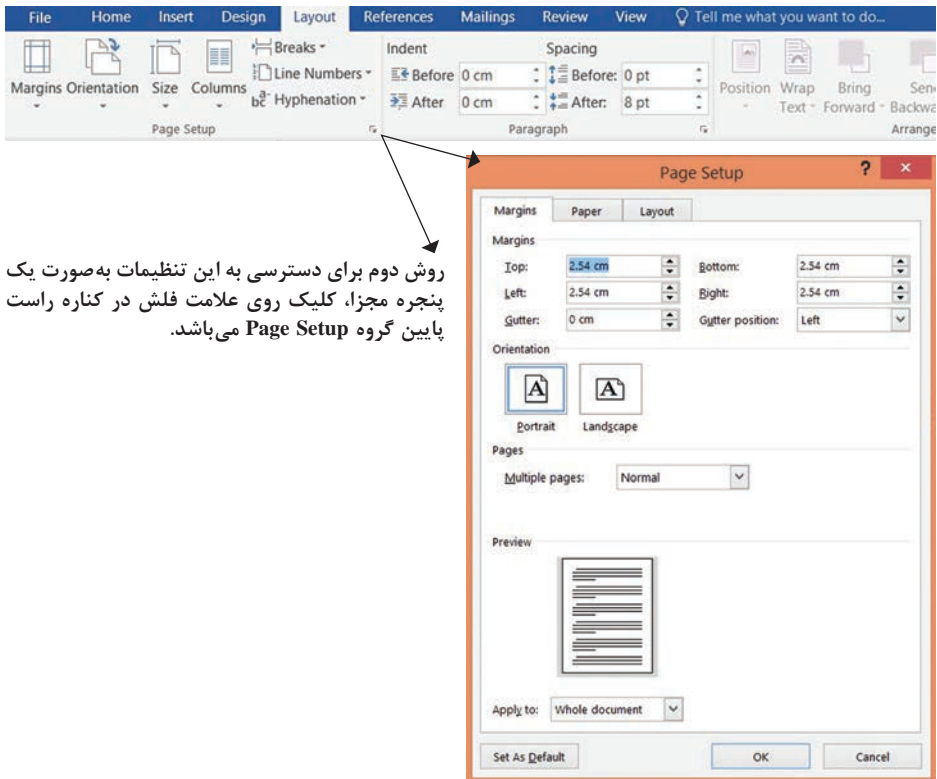 File Home Insert Design Layout References Mailings Review View Tell me what you want to do...
Margins Orientation Size Columns
Breaks
Line Numbers
Hyphenation
Page Setup
Indent Spacing
Before 0 cm Before: 0 pt
After 0 cm After: 8 pt
Paragraph
Position Wrap Text Bring Forward
Arrange
روش دوم برای دسترسی به این تنظیمات به‌صورت یک
پنجره مجزا، کلیک روی علامت فلش در کناره راست
پایین گروه Page Setup می‌باشد.
Page Setup ? ×
Margins Paper Layout
Margins
Top: 2.54 cm Bottom: 2.54 cm
Left: 2.54 cm Right: 2.54 cm
Gutter: 0 cm Gutter position: Left
Orientation
A A
Portrait Landscape
Pages
Multiple pages: Normal
Preview
Apply to: Whole document
Set As Default OK Cancel